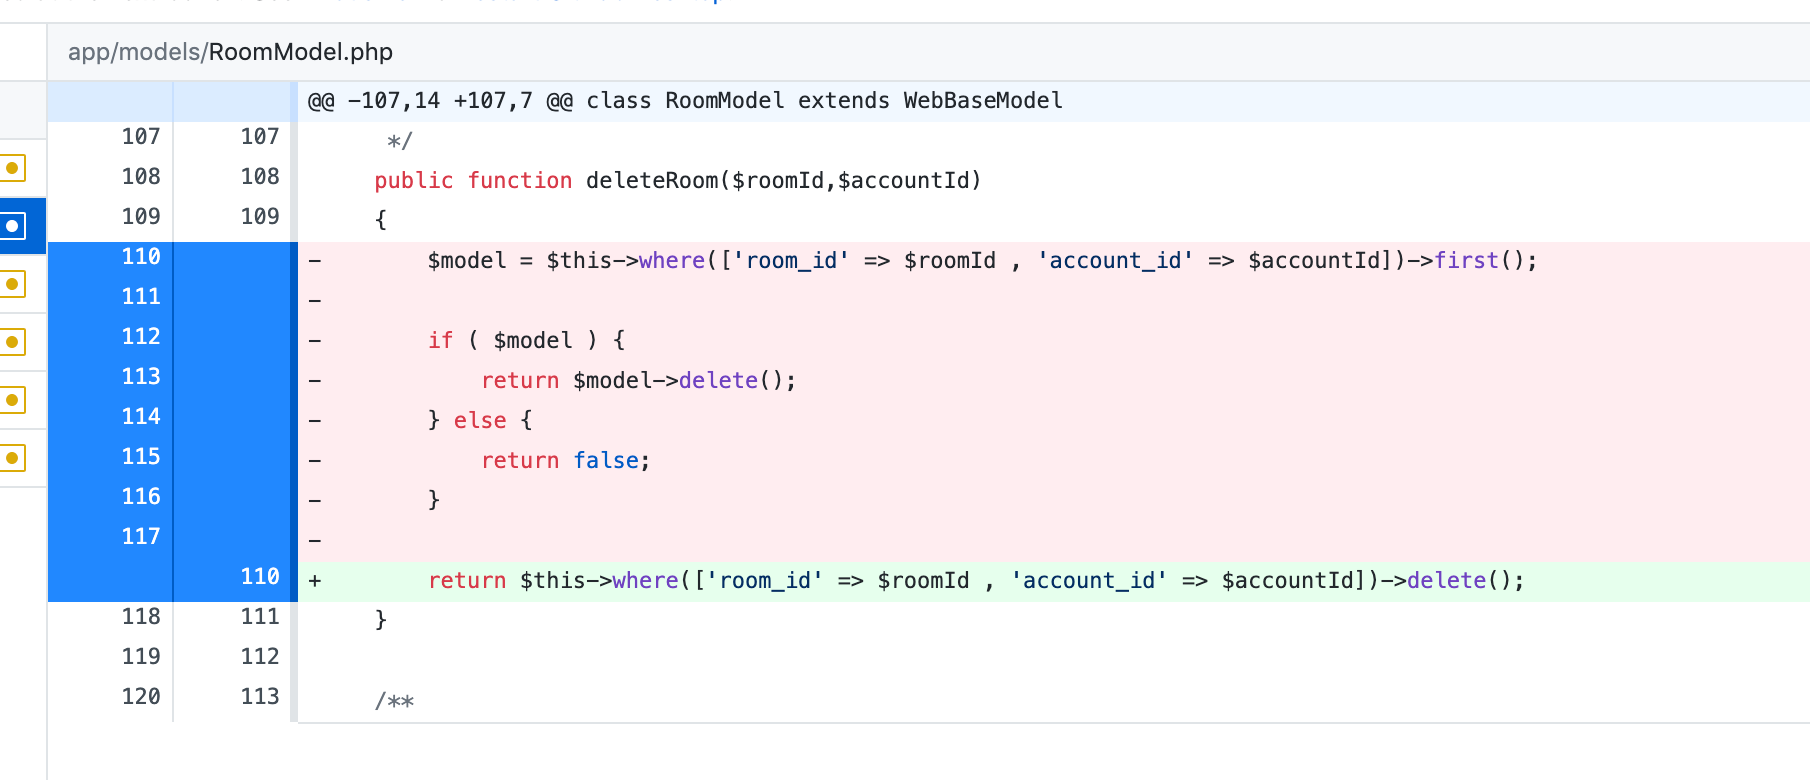 app/models/RoomModel.php
@@ -107,14 +107,7 @@ class RoomModel extends WebBaseModel
107 107 */
108 108 public function deleteRoom($roomId,$accountId)
109 109 {
110 - $model = $this->where(['room_id' => $roomId , 'account_id' => $accountId])->first();
111 -
112 - if ( $model ) {
113 - return $model->delete();
114 - } else {
115 - return false;
116 - }
117 -
110 + return $this->where(['room_id' => $roomId , 'account_id' => $accountId])->delete();
118 111 }
119 112
120 113 /**